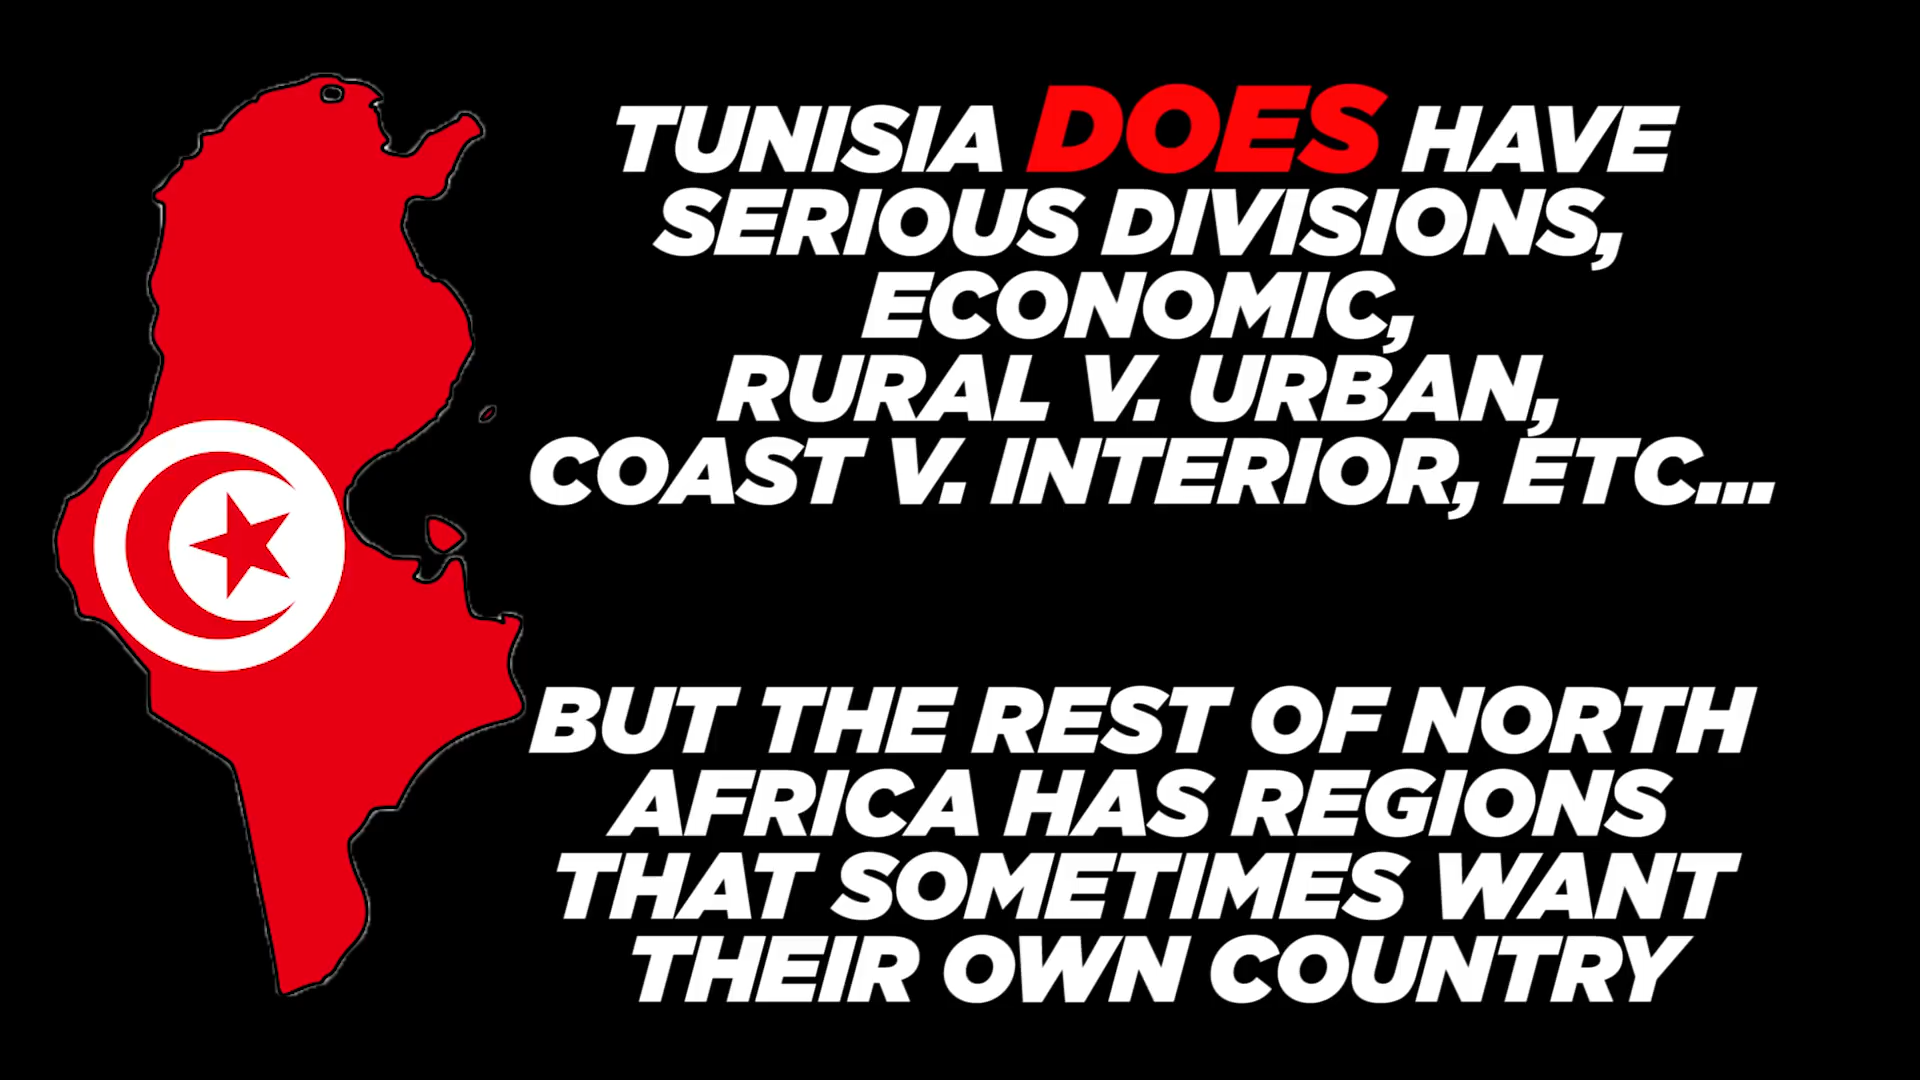 TUNISIA DOES HAVE
SERIOUS DIVISIONS,
ECONOMIC,
RURAL V. URBAN,
COAST V. INTERIOR, ETC...
BUT THE REST OF NORTH
AFRICA HAS REGIONS
THAT SOMETIMES WANT
THEIR OWN COUNTRY